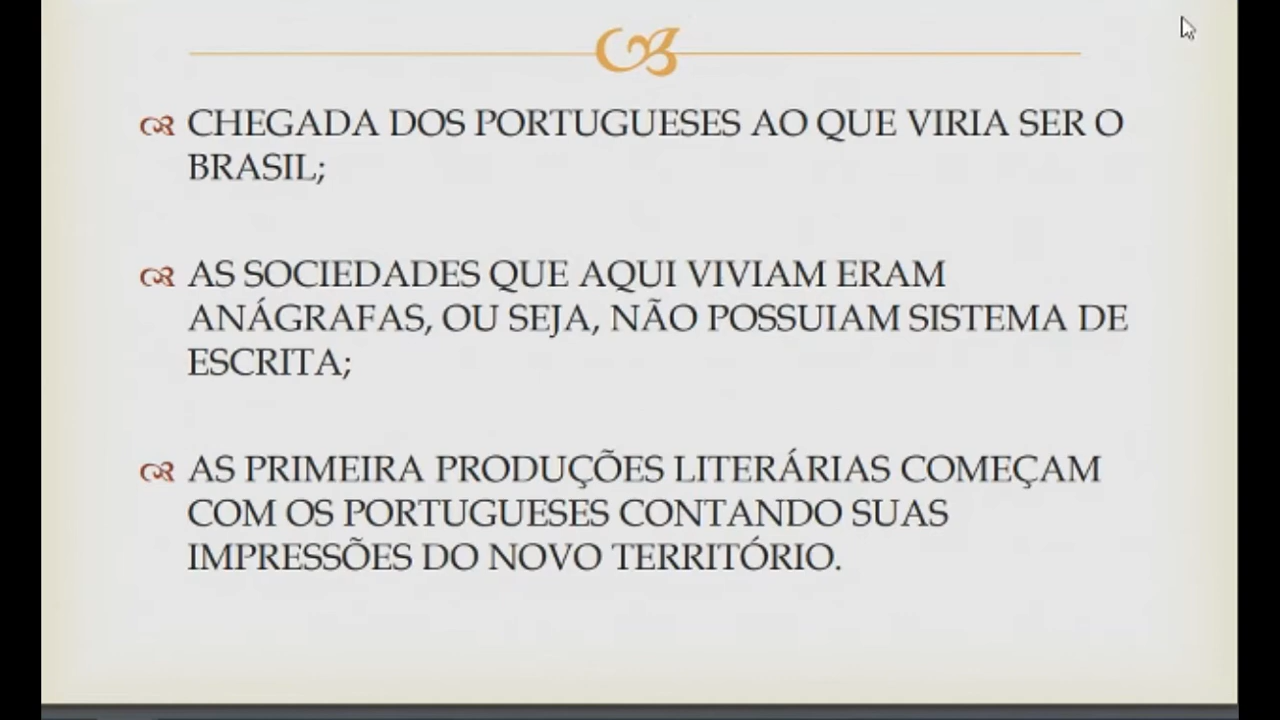 CHEGADA DOS PORTUGUESES AO QUE VIRIA SER O
BRASIL;
AS SOCIEDADES QUE AQUI VIVIAM ERAM
ANÁGRAFAS, OU SEJA, NÃO POSSUIAM SISTEMA DE
ESCRITA;
AS PRIMEIRA PRODUÇÕES LITERÁRIAS COMEÇAM
COM OS PORTUGUESES CONTANDO SUAS
IMPRESSÕES DO NOVO TERRITÓRIO.